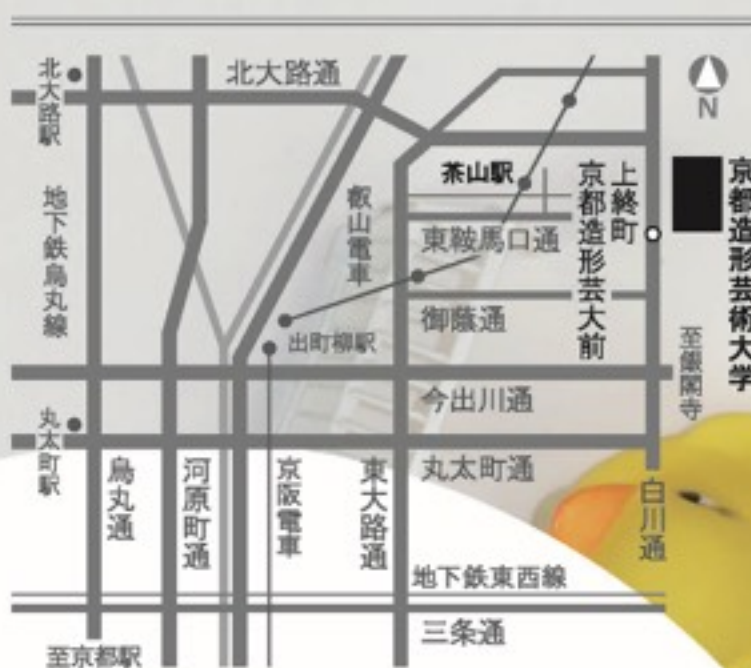 北大路駅
北大路通
N
地下鉄烏丸線
叡山電車
茶山駅
東鞍馬口通
上終町
京都造形芸大前
京都造形芸術大学
御蔭通
出町柳駅
至銀閣寺
今出川通
丸太町駅
丸太町通
烏丸通
河原町通
京阪電車
東大路通
白川通
地下鉄東西線
三条通
至京都駅